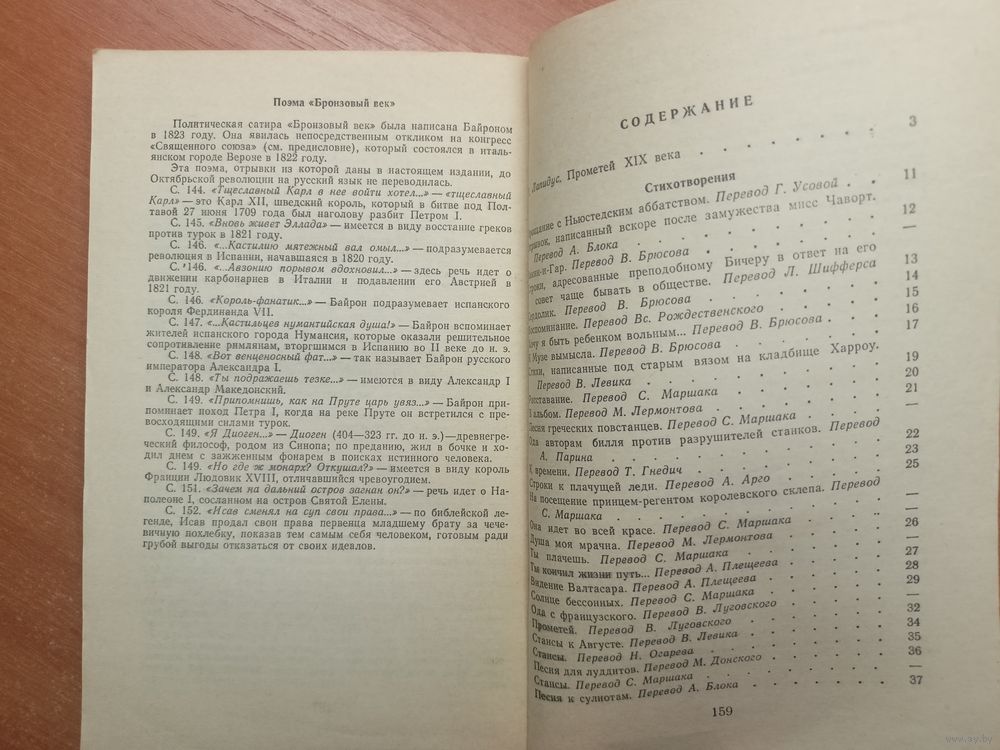 Поэма «Бронзовый век»
Политическая сатира «Бронзовый век» была написана Байроном
в 1823 году. Она явилась непосредственным откликом на конгресс
«Священного союза» (см. предисловие), который состоялся в италь-
янском городе Вероне в 1822 году.
Эта поэма, отрывки из которой даны в настоящем издании, до
Октябрьской революции на русский язык не переводилась.
С. 144. «Тщеславный Карл в нее войти хотел...» — «тщеславный
Карл» — это Карл XII, шведский король, который в битве под Пол-
тавой 27 июня 1709 года был наголову разбит Петром I.
С. 145. «Вновь живет Эллада» — имеется в виду восстание греков
против турок в 1821 году.
С. 146. «...Кастилию мятежный вал омыл...» — подразумевается
революция в Испании, начавшаяся в 1820 году.
С. 146. «...Авзонию порывом вдохновил...» — здесь речь идет о
движении карбонариев в Италии и подавлении его Австрией в
1821 году.
С. 146. «Король-фанатик...» — Байрон подразумевает испанского
короля Фердинанда VII.
С. 147. «...Кастильцев нумантийская душа!» — Байрон вспоминает
жителей испанского города Нумансия, которые оказали решительное
сопротивление римлянам, вторгшимся в Испанию во II веке до н. э.
С. 148. «Вот венценосный фат...» — так называет Байрон русского
императора Александра I.
С. 148. «Ты подражаешь тезке...» — имеются в виду Александр I
и Александр Македонский.
С. 149. «Припомнишь, как на Пруте царь увяз...» — Байрон при-
поминает поход Петра I, когда на реке Пруте он встретился с пре-
восходящими силами турок.
С. 149. «Я Диоген...» — Диоген (404—323 гг. до н. э.)—древнегре-
ческий философ, родом из Синопа; по преданию, жил в бочке и хо-
дил днем с зажженным фонарем в поисках истинного человека.
С. 149. «Но где ж монарх? Откушал?» — имеется в виду король
Франции Людовик XVIII, отличавшийся чревоугодием.
С. 151. «Зачем на дальний остров загнан он?» — речь идет о На-
полеоне I, сосланном на остров Святой Елены.
С. 152. «Исав сменял на суп свои права...» — по библейской ле-
генде, Исав продал свои права первенца младшему брату за чече-
вичную похлебку, показав тем самым себя человеком, готовым ради
грубой выгоды отказаться от своих идеалов.
СОДЕРЖАНИЕ
Лапидус. Прометей XIX века . . . . . . . 3
Стихотворения
с Ньюстедским аббатством. Перевод Г. Усовой . . 11
написанный вскоре после замужества мисс Чаворт.
Перевод А. Блока . . . . . . . 12
Перевод В. Брюсова . . . . . —
адресованные преподобному Бичеру в ответ на его
совет чаще бывать в обществе. Перевод Л. Шифферса 13
Сердолик. Перевод В. Брюсова . . . . . 14
Воспоминание. Перевод Вс. Рождественского . . . 15
Хочу я быть ребенком вольным... Перевод В. Брюсова . 16
К Музе вымысла. Перевод В. Брюсова . . . . 17
Стихи, написанные под старым вязом на кладбище Харроу.
Перевод В. Левика . . . . . . 19
Расставание. Перевод С. Маршака . . . . . 20
В альбом. Перевод М. Лермонтова . . . . . 21
Песня греческих повстанцев. Перевод С. Маршака . . —
Ода авторам билля против разрушителей станков. Перевод
А. Парина . . . . . . . 22
К времени. Перевод Т. Гнедич . . . . . 23
Строки к плачущей леди. Перевод А. Арго . . . 25
На посещение принцем-регентом королевского склепа. Перевод
С. Маршака . . . . . . . —
Она идет во всей красе. Перевод С. Маршака . . . 26
Душа моя мрачна. Перевод М. Лермонтова . . . —
Ты плачешь. Перевод С. Маршака . . . . 27
Ты кончил жизни путь... Перевод А. Плещеева . . . 28
Видение Валтасара. Перевод А. Плещеева . . . 29
Солнце бессонных. Перевод С. Маршака . . . . —
Ода с французского. Перевод В. Луговского . . . 32
Прометей. Перевод В. Луговского . . . . 34
Стансы к Августе. Перевод В. Левика . . . . 35
Стансы. Перевод Н. Огарева . . . . . 36
Песня для луддитов. Перевод М. Донского . . . —
Стансы. Перевод С. Маршака . . . . . —
Песня к сулиотам. Перевод А. Блока . . . . 37
159
www.ay.by